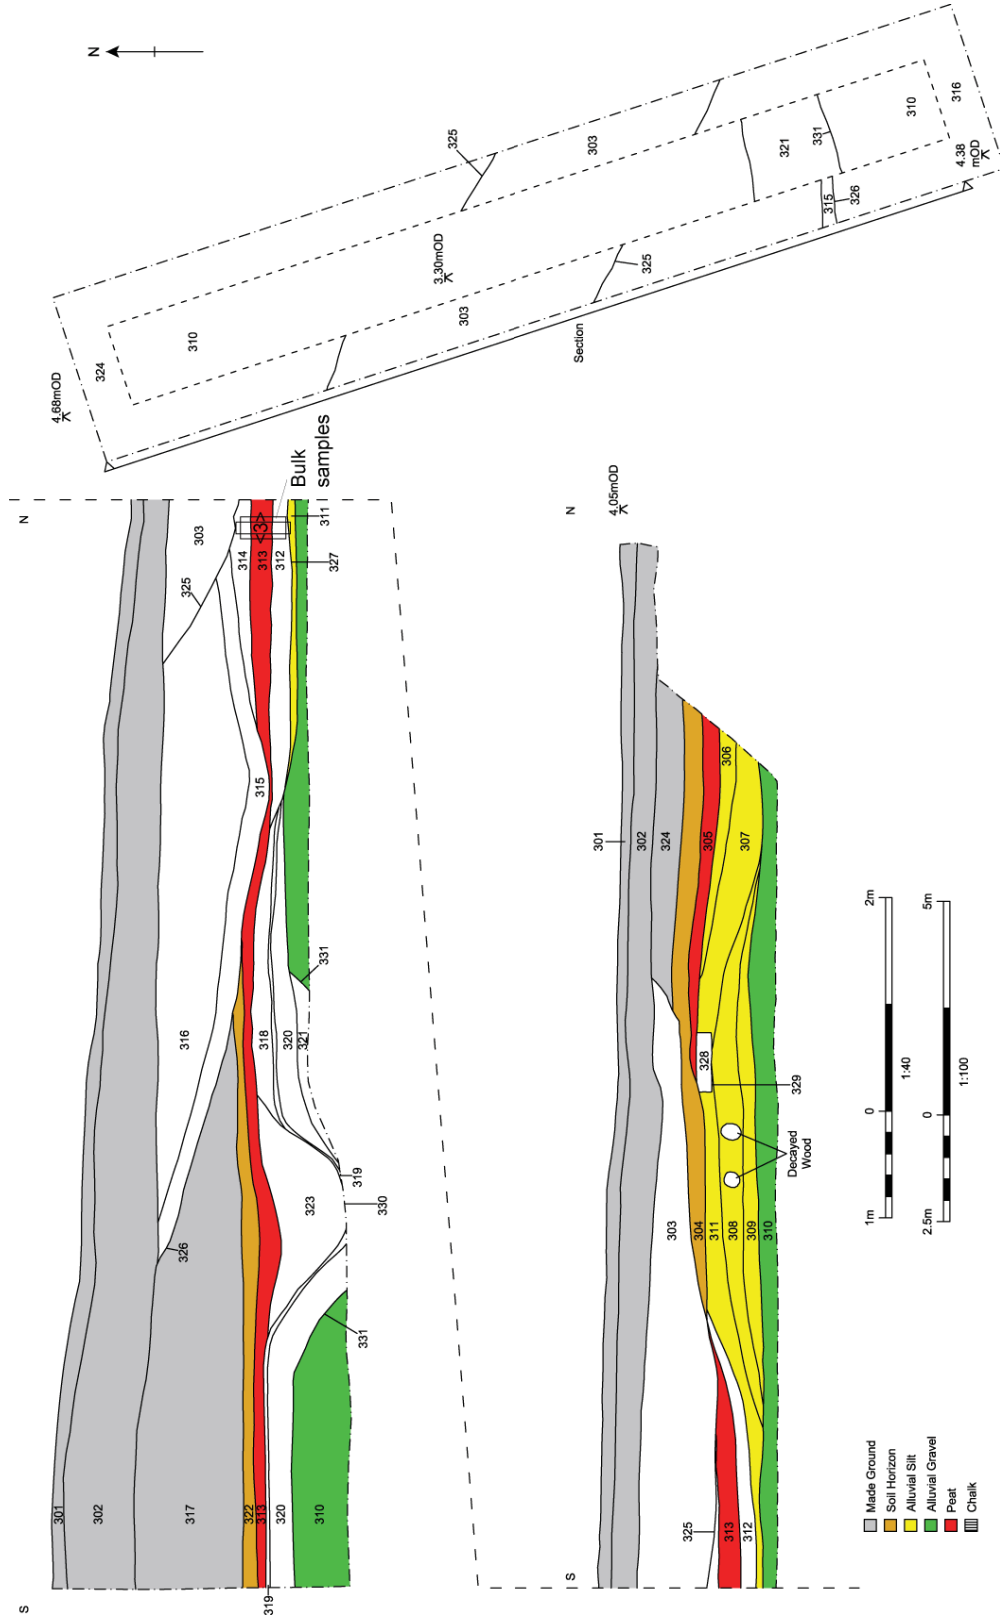 N
4.68mOD
324
310
303
3.30mOD
325
303
325
Section
321
331
315
326
310
4.38
mOD
316
S
N
301
302
317
322
313
320
310
319
326
316
331
330
323
319
318
320
321
331
315
325
303
314
313
312
<3>
Bulk
samples
311
327
S
N
4.05mOD
325
313
312
303
304
311
308
309
310
Decayed
Wood
328
329
301
302
324
305
306
307
1m
0
2m
1:40
2.5m
0
5m
1:100
Made Ground
Soil Horizon
Alluvial Silt
Alluvial Gravel
Peat
Chalk